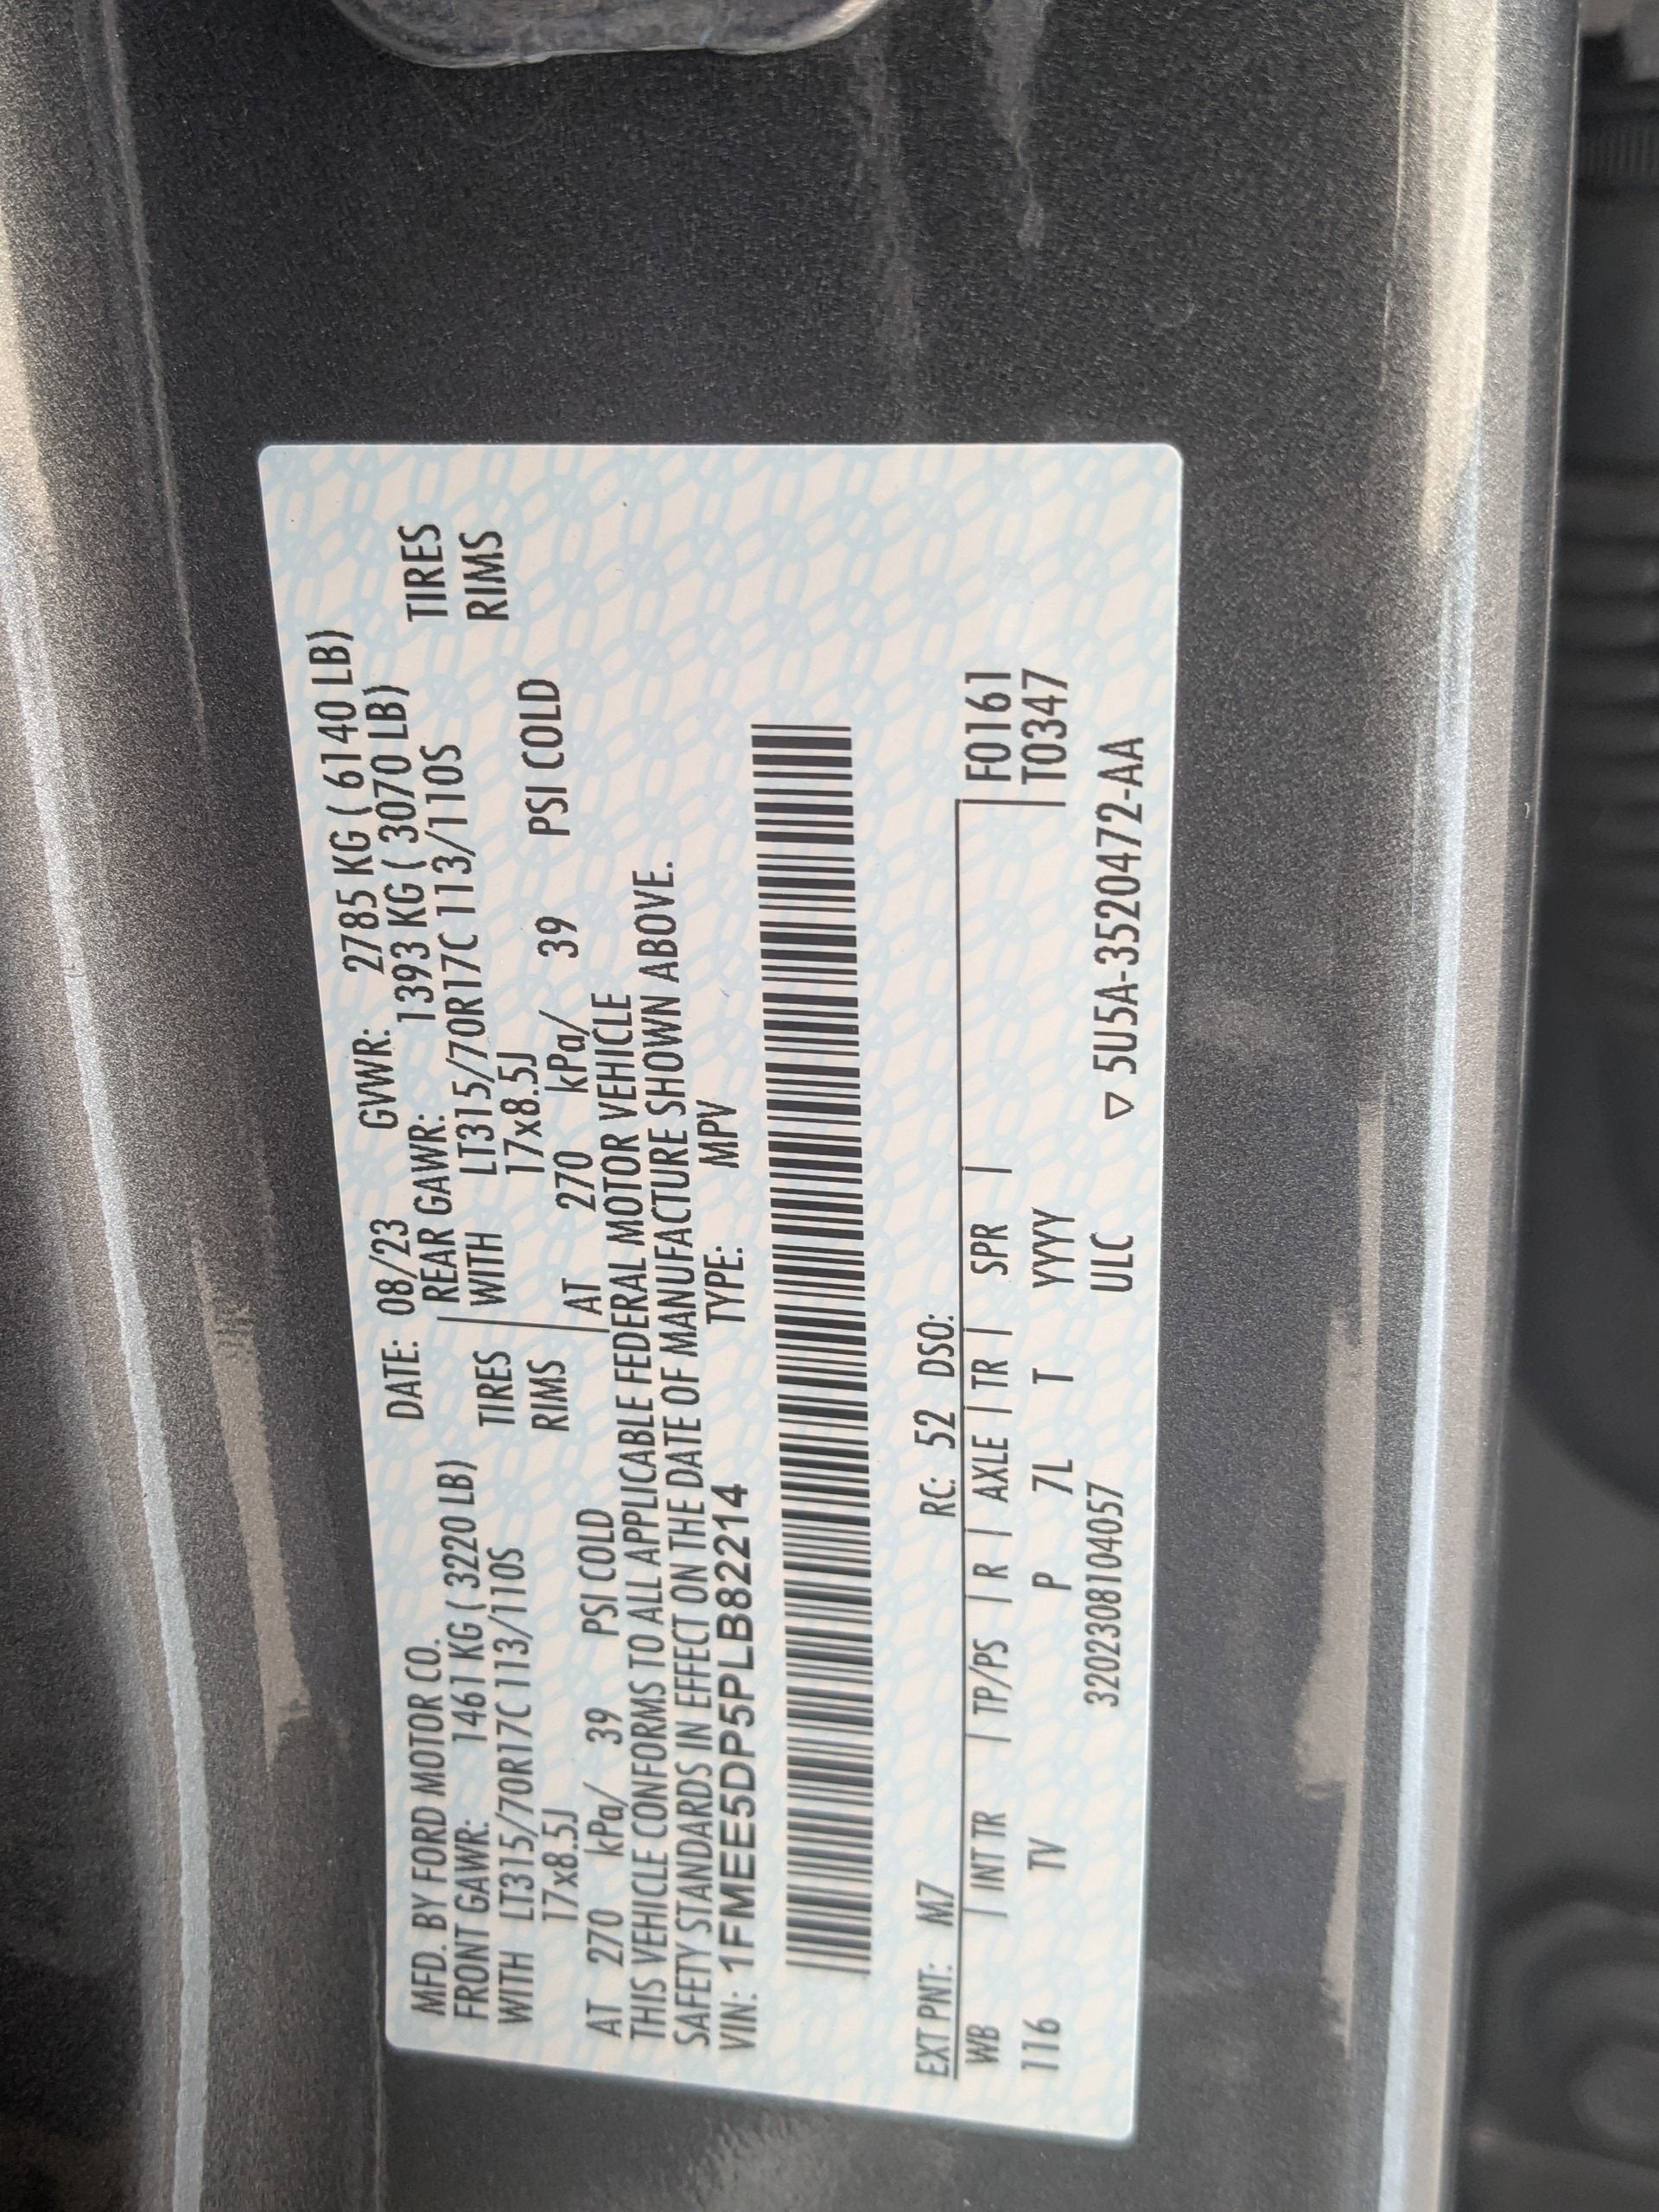 MFD. BY FORD MOTOR CO. DATE: 08/23 GVWR: 2785 KG ( 6140 LB)
FRONT GAWR: 1461 KG ( 3220 LB) REAR GAWR: 1393 KG ( 3070 LB)
WITH LT315/70R17C 113/110S TIRES WITH LT315/70R17C 113/110S TIRES
17x8.5J RIMS 17x8.5J RIMS
AT 270 kPa/ 39 PSI COLD AT 270 kPa/ 39 PSI COLD
THIS VEHICLE CONFORMS TO ALL APPLICABLE FEDERAL MOTOR VEHICLE
SAFETY STANDARDS IN EFFECT ON THE DATE OF MANUFACTURE SHOWN ABOVE.
VIN: 1FMEE5DP5PLB82214 TYPE: MPV
EXT PNT: M7 RC: 52 DSO:
WB | INT TR | TP/PS | R | AXLE | TR | SPR | F0161
116 TV P 7L T YYYY T0347
3202308104057 ULC ▽ 5U5A-3520472-AA